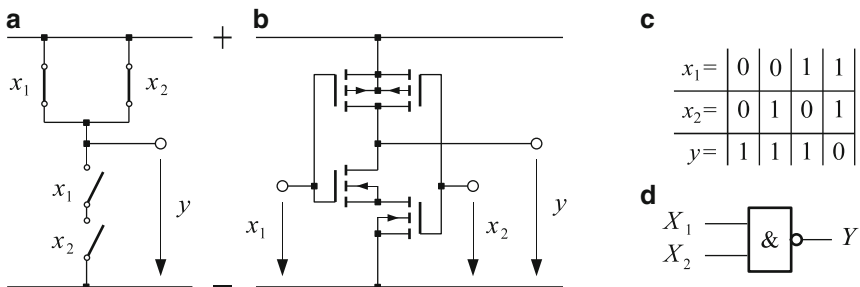 a
x₁
x₂
x₁
x₂
y
+
−
b
x₁
x₂
y
c
x₁= 0 0 1 1
x₂= 0 1 0 1
y= 1 1 1 0
d
X₁
X₂
&
Y